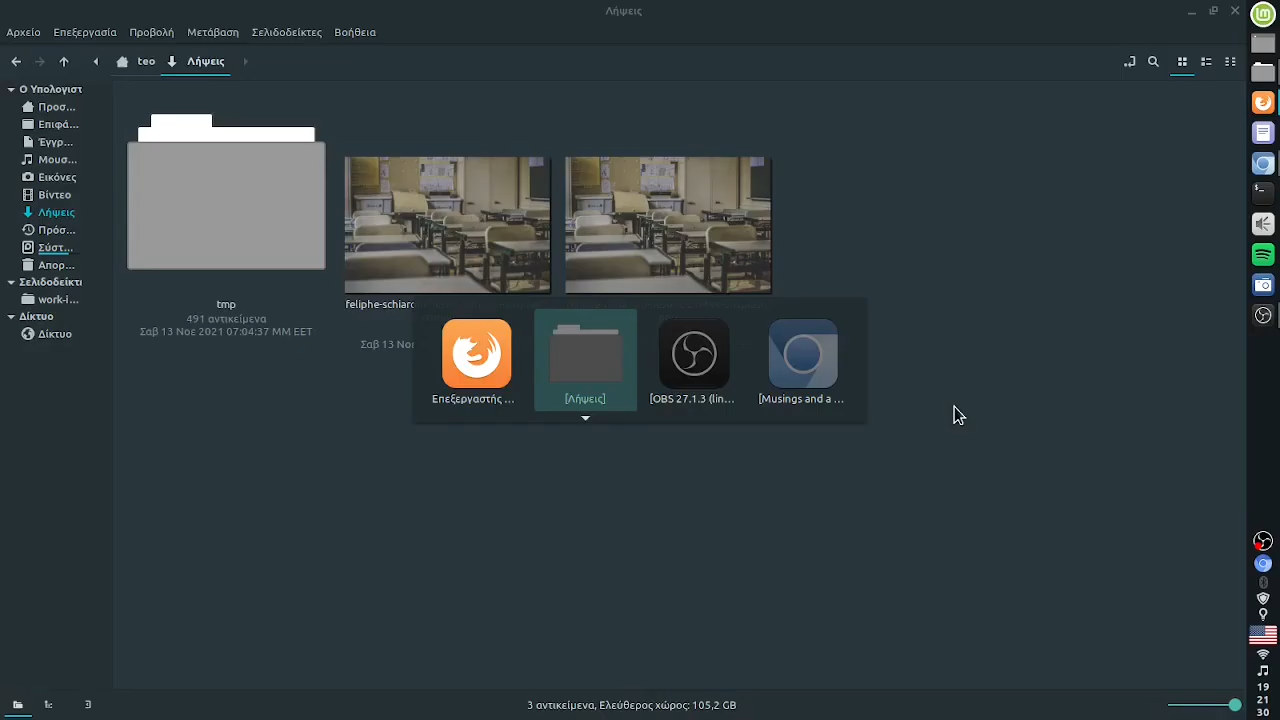 Λήψεις
Αρχείο Επεξεργασία Προβολή Μετάβαση Σελιδοδείκτες Βοήθεια
teo Λήψεις
Ο Υπολογιστ
Προσ...
Επιφά...
Έγγρ...
Μουσ...
Εικόνες
Βίντεο
Λήψεις
Πρόσ...
Σύστ...
Απορ...
Σελιδοδείκτ
work-i...
Δίκτυο
Δίκτυο
tmp
491 αντικείμενα
Σαβ 13 Νοε 2021 07:04:37 ΜΜ EET
feliphe-schiarc
Σαβ 13 Νοε
Επεξεργαστής ...
[Λήψεις]
[OBS 27.1.3 (lin...
[Musings and a ...
3 αντικείμενα, Ελεύθερος χώρος: 105,2 GB
19
21
30